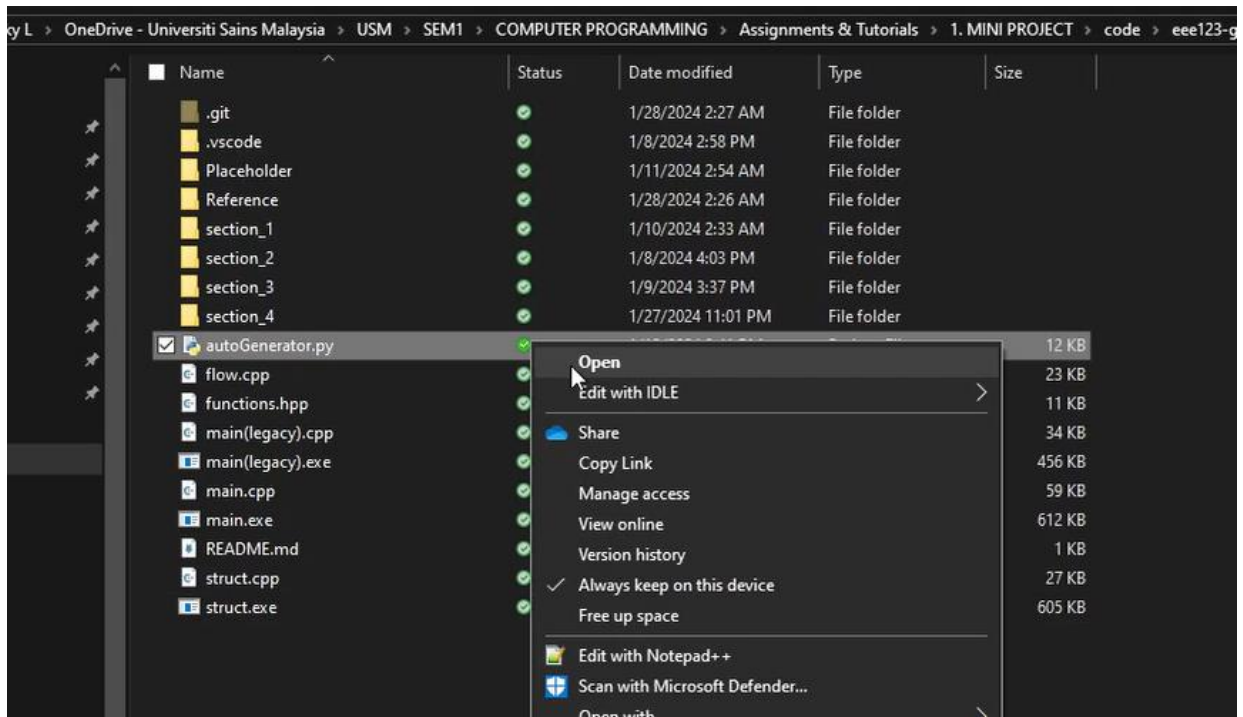 ky L > OneDrive - Universiti Sains Malaysia > USM > SEM1 > COMPUTER PROGRAMMING > Assignments & Tutorials > 1. MINI PROJECT > code > eee123-g
Name Status Date modified Type Size
.git 1/28/2024 2:27 AM File folder
.vscode 1/8/2024 2:58 PM File folder
Placeholder 1/11/2024 2:54 AM File folder
Reference 1/28/2024 2:26 AM File folder
section_1 1/10/2024 2:33 AM File folder
section_2 1/8/2024 4:03 PM File folder
section_3 1/9/2024 3:37 PM File folder
section_4 1/27/2024 11:01 PM File folder
autoGenerator.py 12 KB
Open
flow.cpp 23 KB
Edit with IDLE
functions.hpp 11 KB
main(legacy).cpp Share 34 KB
main(legacy).exe Copy Link 456 KB
main.cpp Manage access 59 KB
main.exe View online 612 KB
README.md Version history 1 KB
struct.cpp Always keep on this device 27 KB
struct.exe Free up space 605 KB
Edit with Notepad++
Scan with Microsoft Defender...
Open with